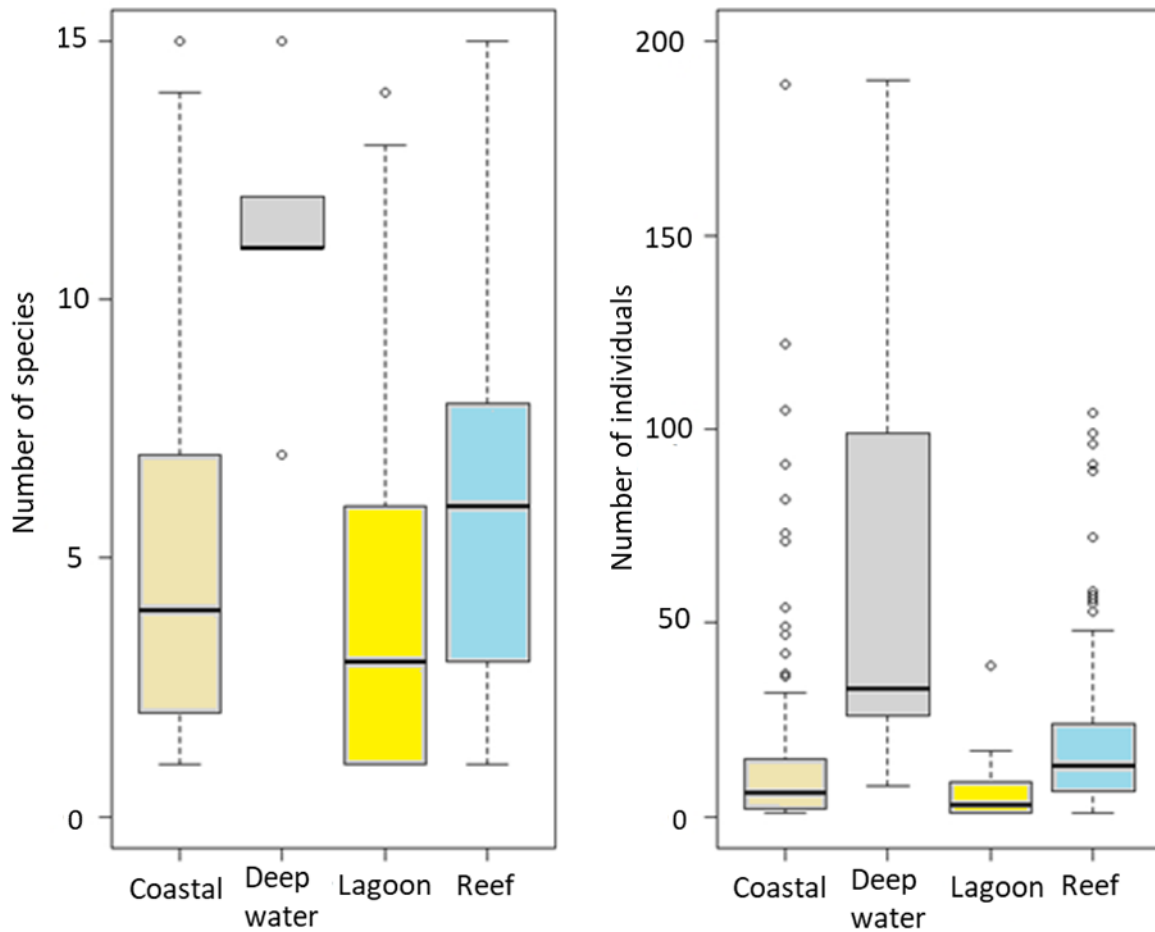 Number of species
15
10
5
0
Coastal
Deep
water
Lagoon
Reef
Number of individuals
200
150
100
50
0
Coastal
Deep
water
Lagoon
Reef